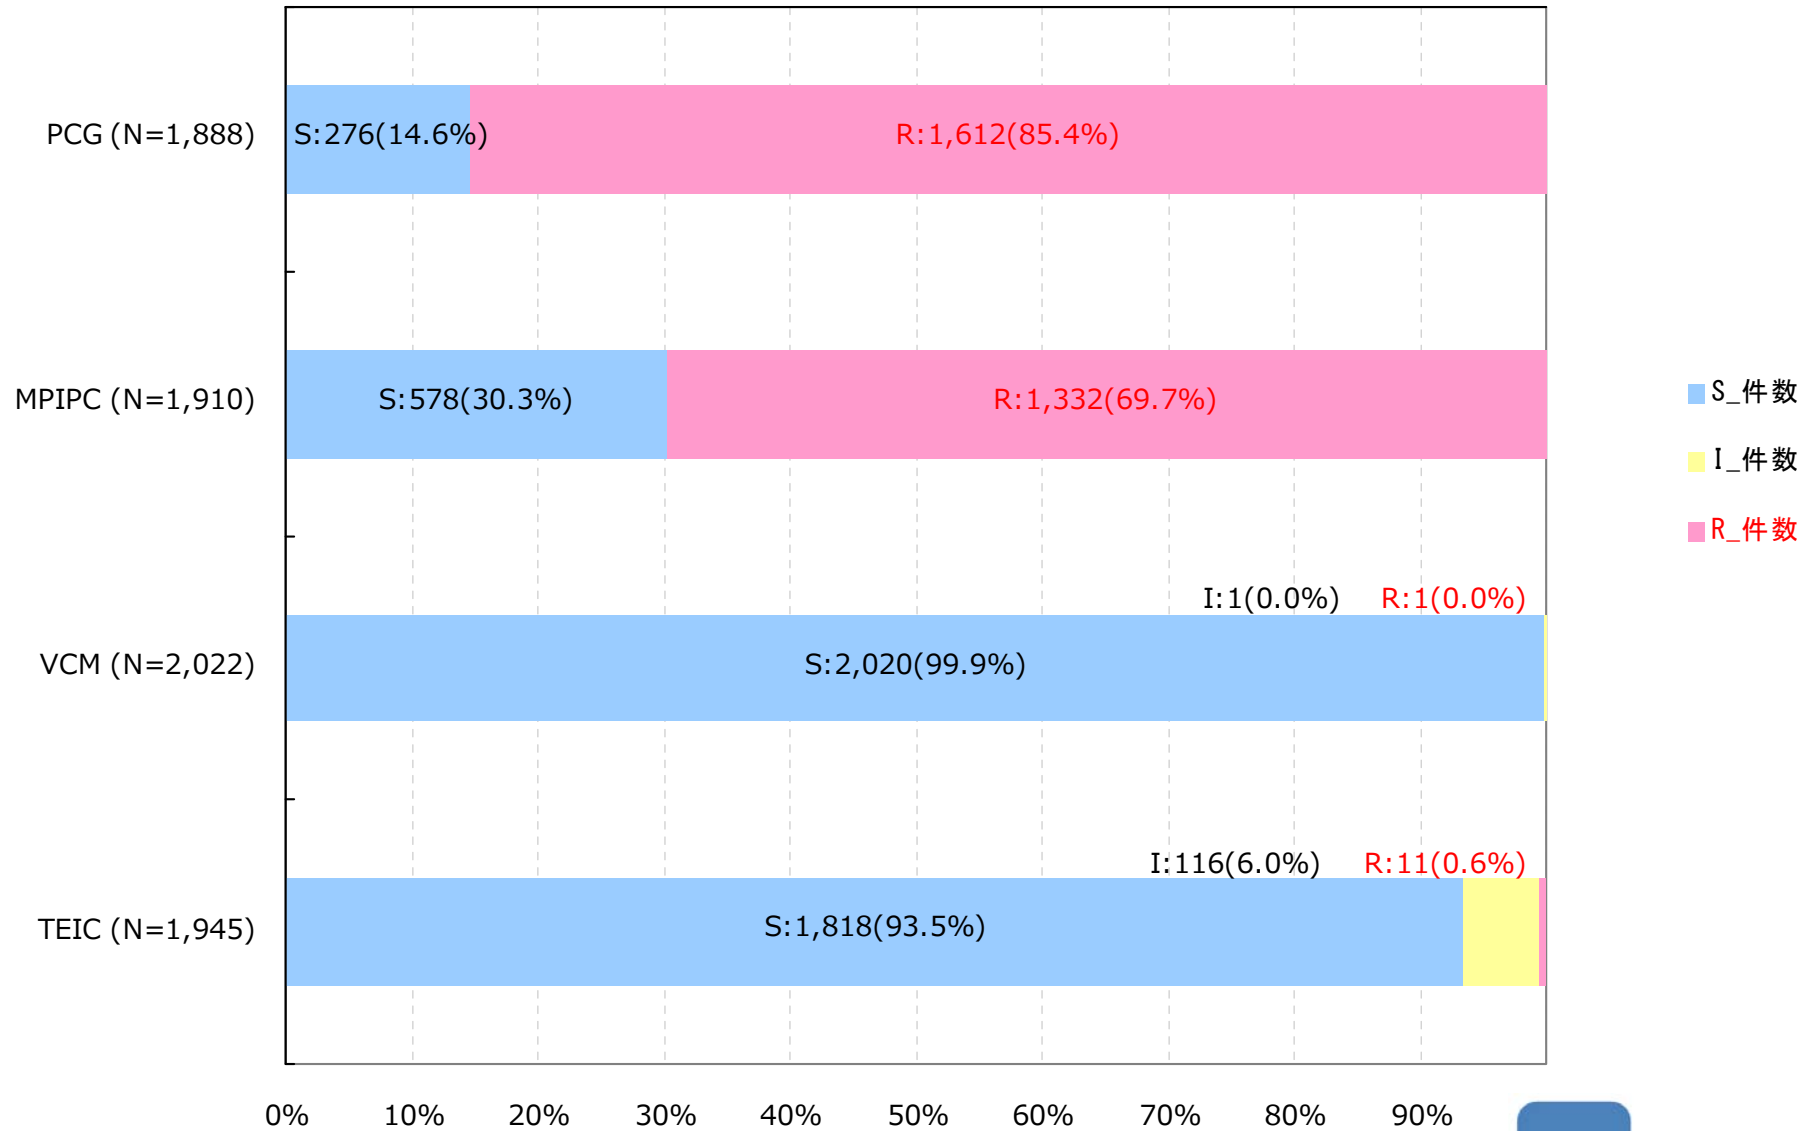 PCG (N=1,888)
S:276(14.6%)
R:1,612(85.4%)
MPIPC (N=1,910)
S:578(30.3%)
R:1,332(69.7%)
S_件数
I_件数
R_件数
I:1(0.0%)
R:1(0.0%)
VCM (N=2,022)
S:2,020(99.9%)
I:116(6.0%)
R:11(0.6%)
TEIC (N=1,945)
S:1,818(93.5%)
0% 10% 20% 30% 40% 50% 60% 70% 80% 90%